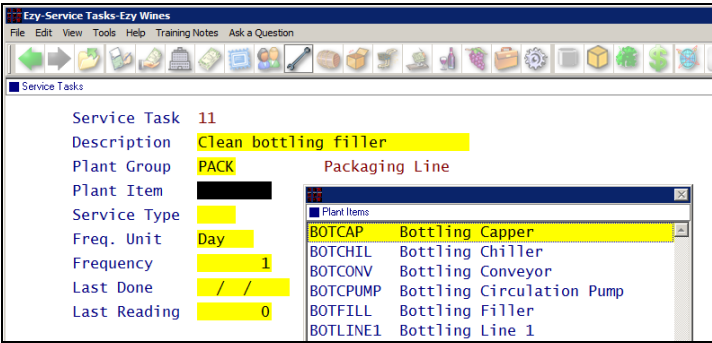 Ezy-Service Tasks-Ezy Wines
File Edit View Tools Help Training Notes Ask a Question
Service Tasks
Service Task 11
Description Clean bottling filler
Plant Group PACK Packaging Line
Plant Item
Service Type
Freq. Unit Day
Frequency 1
Last Done / /
Last Reading 0
Plant Items
BOTCAP Bottling Capper
BOTCHIL Bottling Chiller
BOTCONV Bottling Conveyor
BOTCPUMP Bottling Circulation Pump
BOTFILL Bottling Filler
BOTLINE1 Bottling Line 1